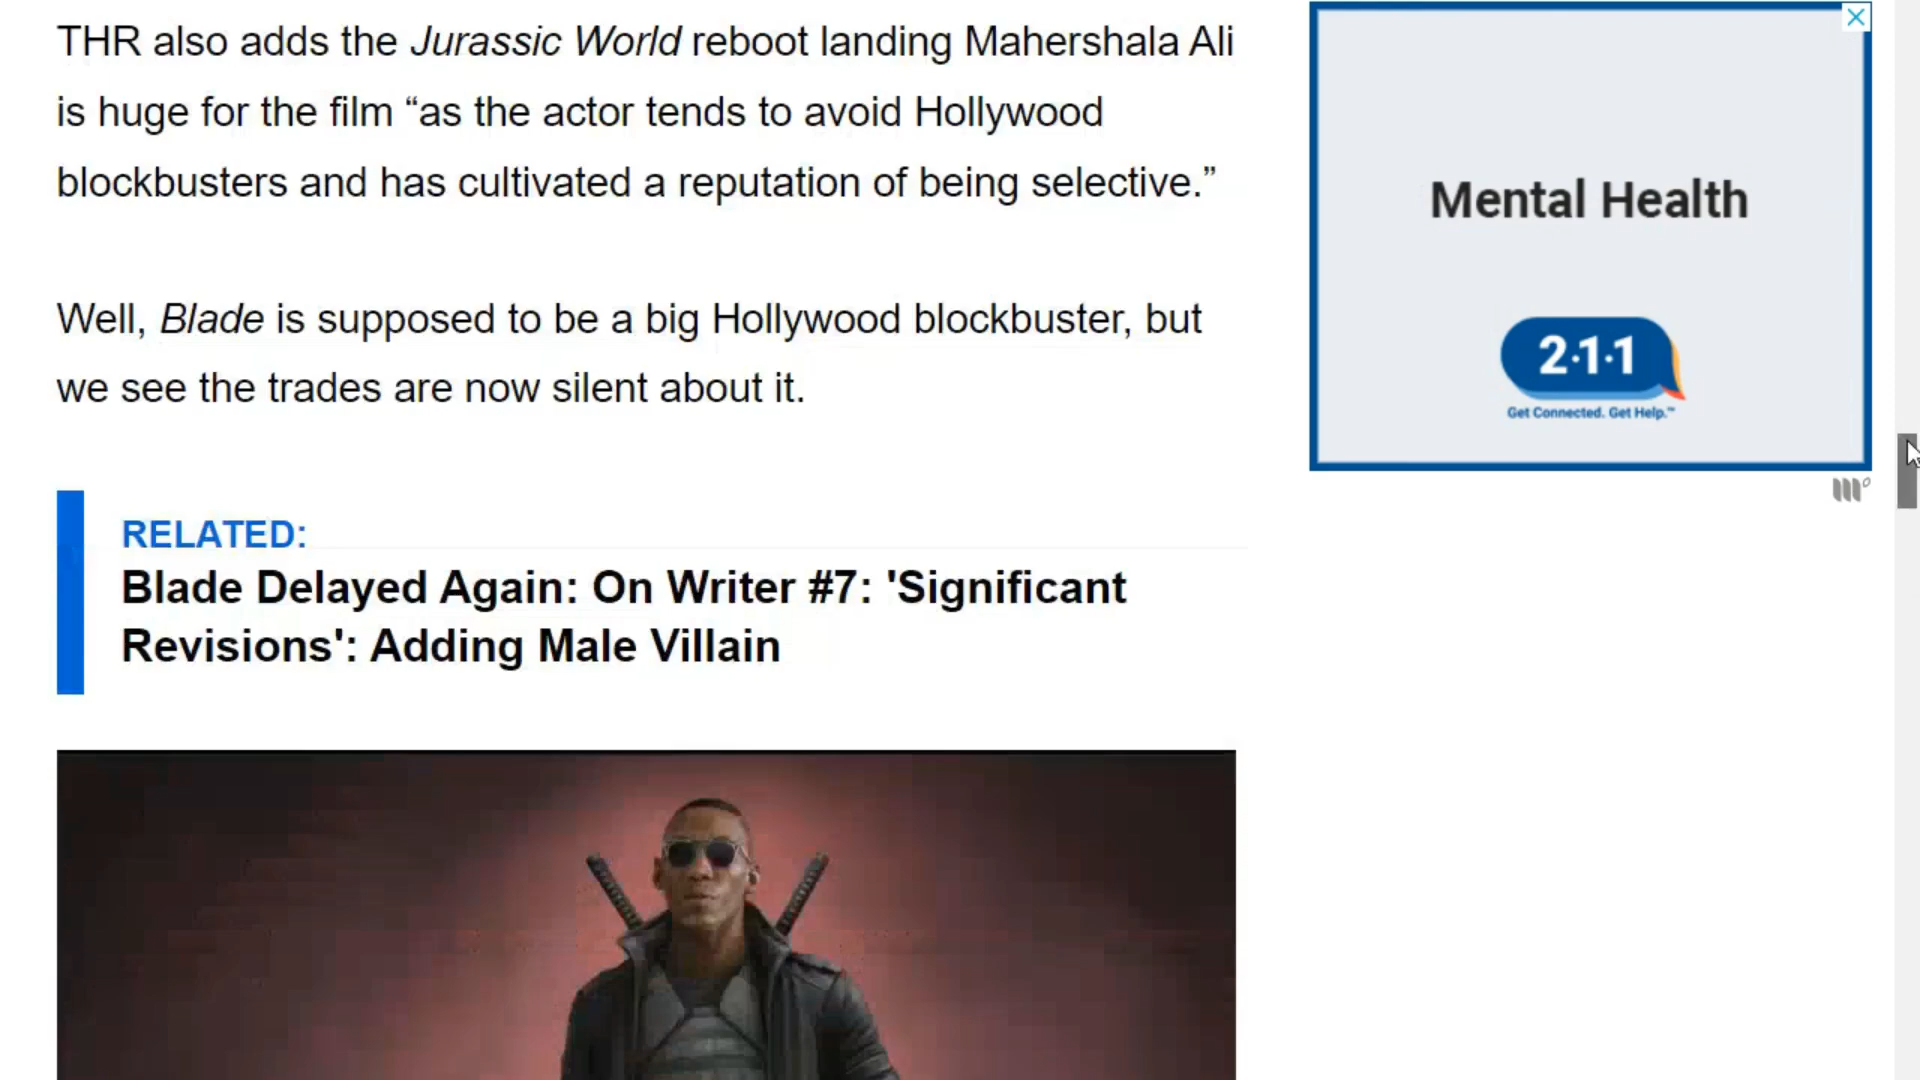 THR also adds the Jurassic World reboot landing Mahershala Ali
is huge for the film “as the actor tends to avoid Hollywood
blockbusters and has cultivated a reputation of being selective.”
Well, Blade is supposed to be a big Hollywood blockbuster, but
we see the trades are now silent about it.
RELATED:
Blade Delayed Again: On Writer #7: 'Significant
Revisions': Adding Male Villain
Mental Health
2·1·1
Get Connected. Get Help.™